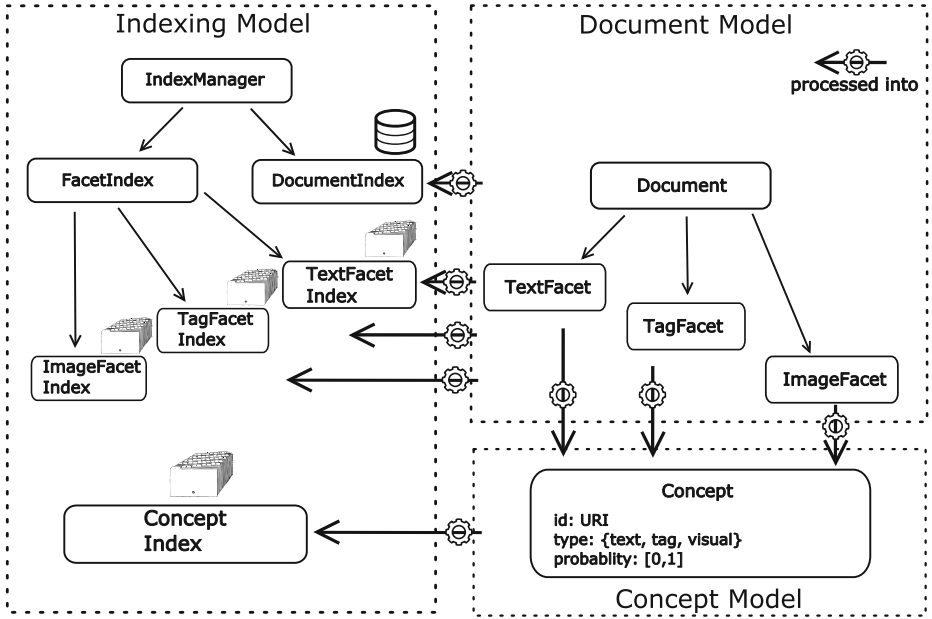 Indexing Model
IndexManager
FacetIndex
DocumentIndex
TextFacet
Index
TagFacet
Index
ImageFacet
Index
Concept
Index
Document Model
processed into
Document
TextFacet
TagFacet
ImageFacet
Concept
id: URI
type: {text, tag, visual}
probablity: [0,1]
Concept Model